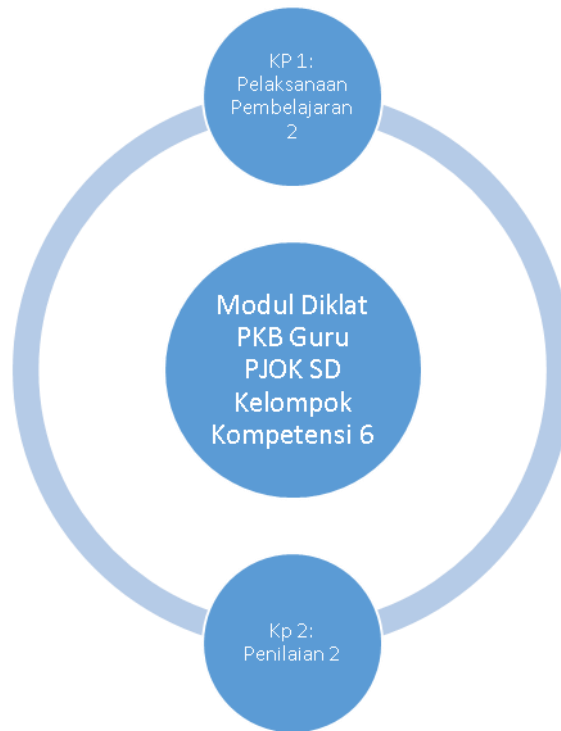 KP 1:
Pelaksanaan
Pembelajaran
2
Modul Diklat
PKB Guru
PJOK SD
Kelompok
Kompetensi 6
Kp 2:
Penilaian 2